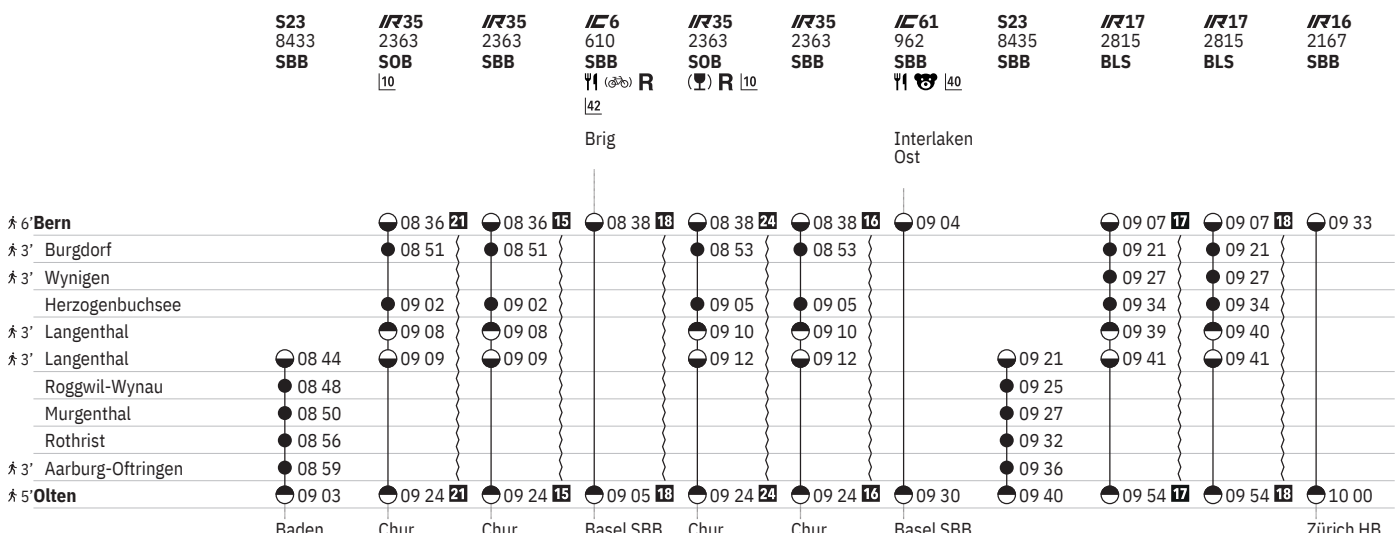 S23 IR35 IR35 IC6 IR35 IR35 IC61 S23 IR17 IR17 IR16
8433 2363 2363 610 2363 2363 962 8435 2815 2815 2167
SBB SOB SBB SBB SOB SBB SBB SBB BLS BLS SBB
10 R R 10 40
42
Brig Interlaken
Ost
6' Bern 08 36 21 08 36 15 08 38 18 08 38 24 08 38 16 09 04 09 07 17 09 07 18 09 33
3' Burgdorf 08 51 08 51 08 53 08 53 09 21 09 21
3' Wynigen 09 27 09 27
Herzogenbuchsee 09 02 09 02 09 05 09 05 09 34 09 34
3' Langenthal 09 08 09 08 09 10 09 10 09 39 09 40
3' Langenthal 08 44 09 09 09 09 09 12 09 12 09 21 09 41 09 41
Roggwil-Wynau 08 48 09 25
Murgenthal 08 50 09 27
Rothrist 08 56 09 32
3' Aarburg-Oftringen 08 59 09 36
5' Olten 09 03 09 24 21 09 24 15 09 05 18 09 24 24 09 24 16 09 30 09 40 09 54 17 09 54 18 10 00
Baden Chur Chur Basel SBB Chur Chur Basel SBB Zürich HB